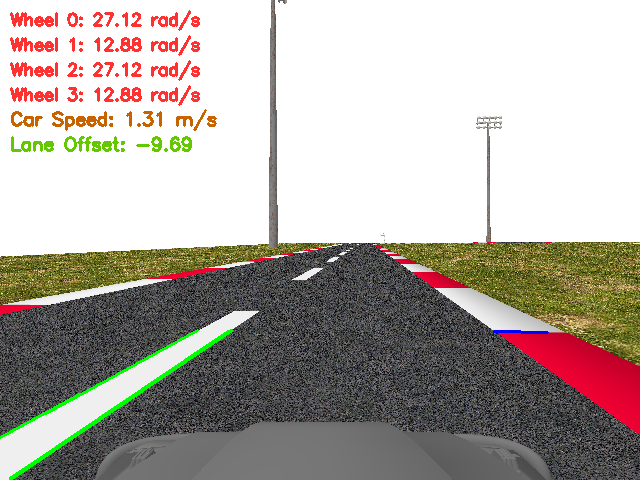 Wheel 0: 27.12 rad/s
Wheel 1: 12.88 rad/s
Wheel 2: 27.12 rad/s
Wheel 3: 12.88 rad/s
Car Speed: 1.31 m/s
Lane Offset: -9.69